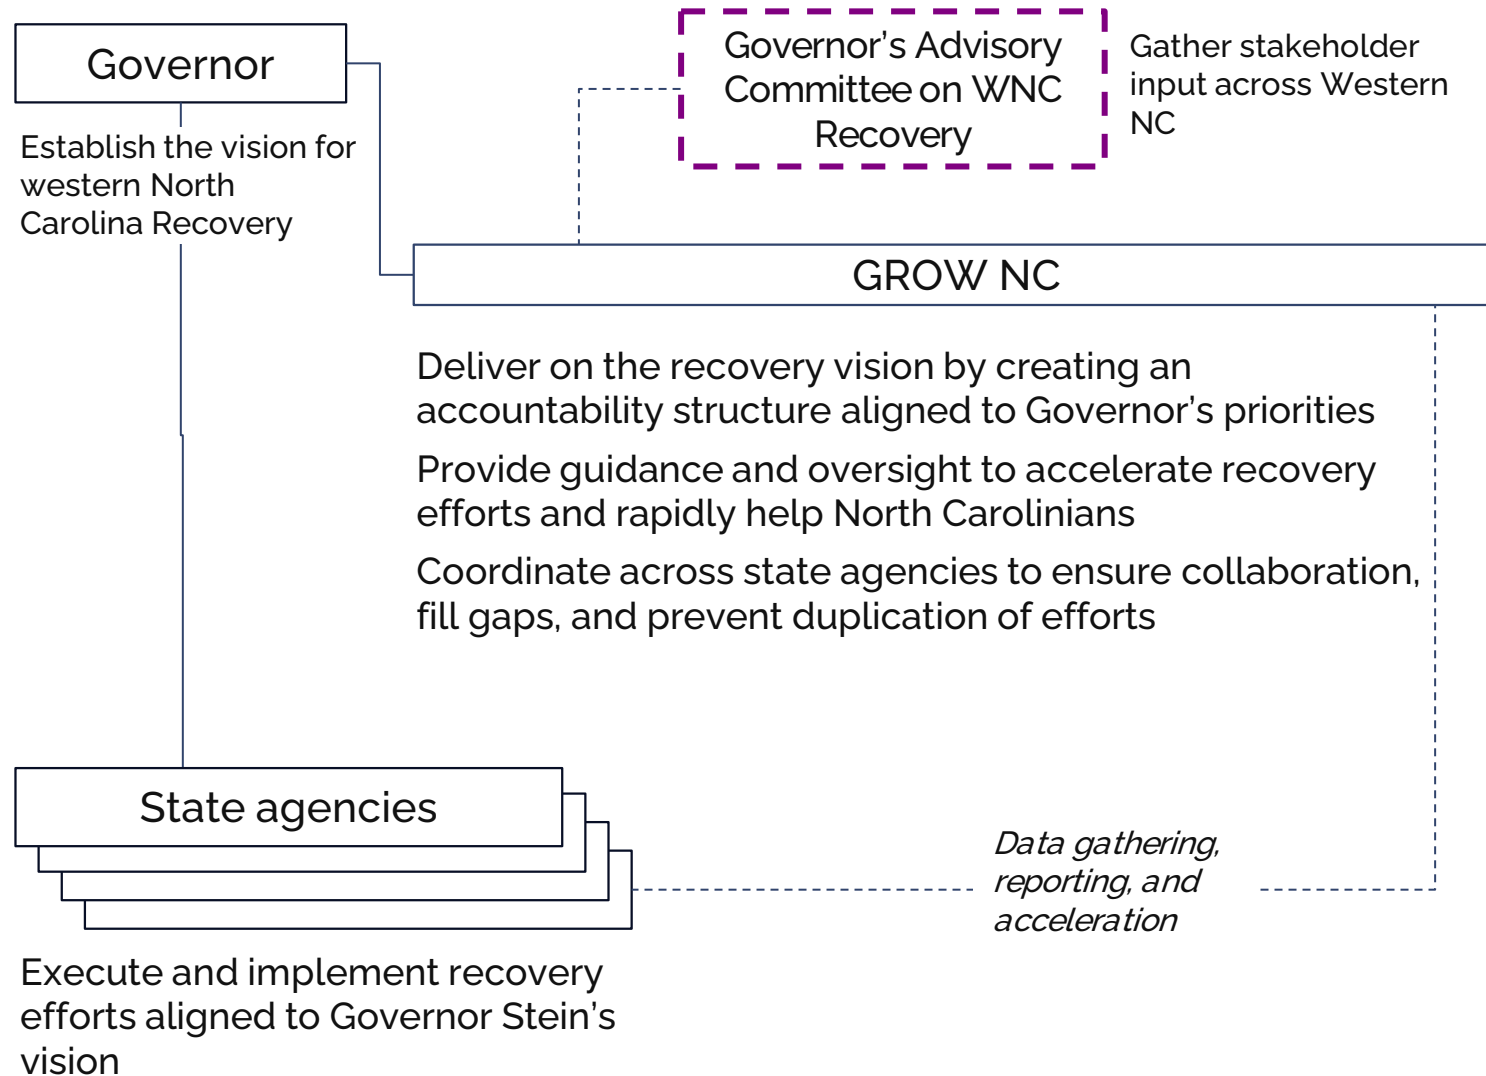 Governor
Establish the vision for
western North
Carolina Recovery
Governor’s Advisory
Committee on WNC
Recovery
Gather stakeholder
input across Western
NC
GROW NC
Deliver on the recovery vision by creating an
accountability structure aligned to Governor’s priorities
Provide guidance and oversight to accelerate recovery
efforts and rapidly help North Carolinians
Coordinate across state agencies to ensure collaboration,
fill gaps, and prevent duplication of efforts
State agencies
Data gathering,
reporting, and
acceleration
Execute and implement recovery
efforts aligned to Governor Stein’s
vision